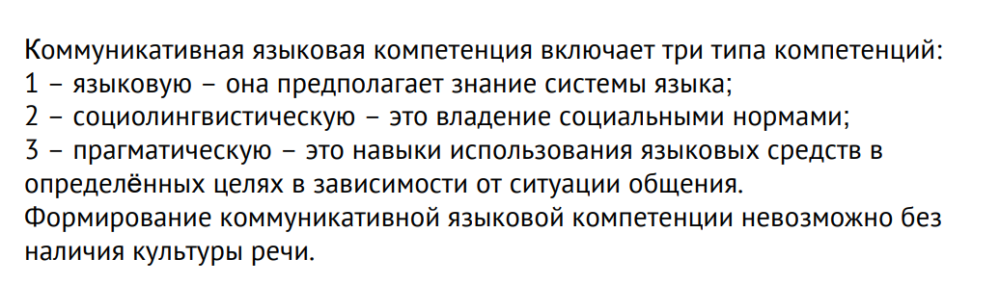 Коммуникативная языковая компетенция включает три типа компетенций:
1 – языковую – она предполагает знание системы языка;
2 – социолингвистическую – это владение социальными нормами;
3 – прагматическую – это навыки использования языковых средств в
определённых целях в зависимости от ситуации общения.
Формирование коммуникативной языковой компетенции невозможно без
наличия культуры речи.